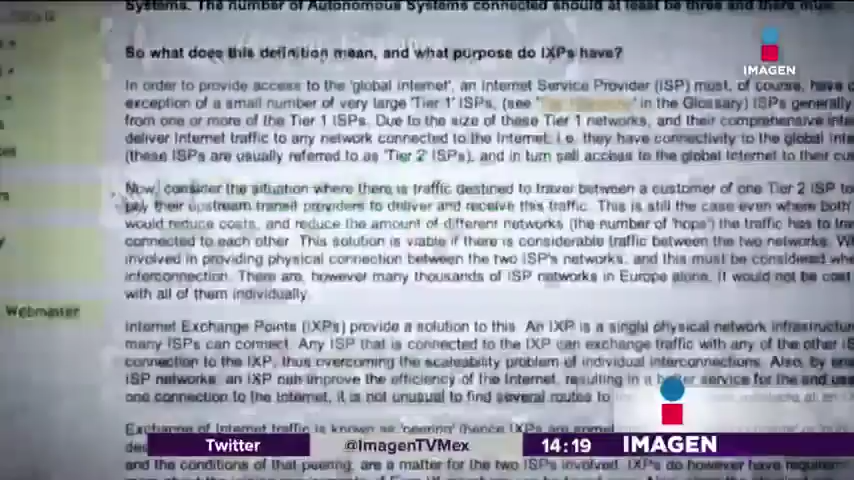 Systems. The number of Autonomous Systems connected should at least be three and there
So what does this definition mean, and what purpose do IXPs have?
IMAGEN
In order to provide access to the 'global Internet', an Internet Service Provider (ISP) must, of course, have
exception of a small number of very large 'Tier 1' ISPs, (see ' ' in the Glossary) ISPs generally
from one or more of the Tier 1 ISPs. Due to the size of these Tier 1 networks, and their comprehensive
deliver Internet traffic to any network connected to the Internet, i.e. they have connectivity to the global
(these ISPs are usually referred to as 'Tier 2' ISPs), and in turn sell access to the global Internet to their
Now, consider the situation where there is traffic destined to travel between a customer of one Tier 2 ISP to
pay their upstream transit providers to deliver and receive this traffic. This is still the case even where both
would reduce costs, and reduce the amount of different networks (the number of 'hops') the traffic has to
connected to each other. This solution is viable if there is considerable traffic between the two networks.
involved in providing physical connection between the two ISP's networks, and this must be considered
interconnection. There are, however many thousands of ISP networks in Europe alone. It would not be cost
with all of them individually.
Webmaster
Internet Exchange Points (IXPs) provide a solution to this. An IXP is a single physical network
many ISPs can connect. Any ISP that is connected to the IXP can exchange traffic with any of the other
connection to the IXP, thus overcoming the scaleability problem of individual interconnections. Also, by
ISP networks, an IXP can improve the efficiency of the Internet, resulting in a better service for the end
one connection to the Internet, it is not unusual to find several routes to
Exchange of Internet traffic is known as 'peering' (hence IXPs are
Twitter @ImagenTVMex 14:19 IMAGEN
and the conditions of that peering, are a matter for the two ISPs involved. IXPs do however have